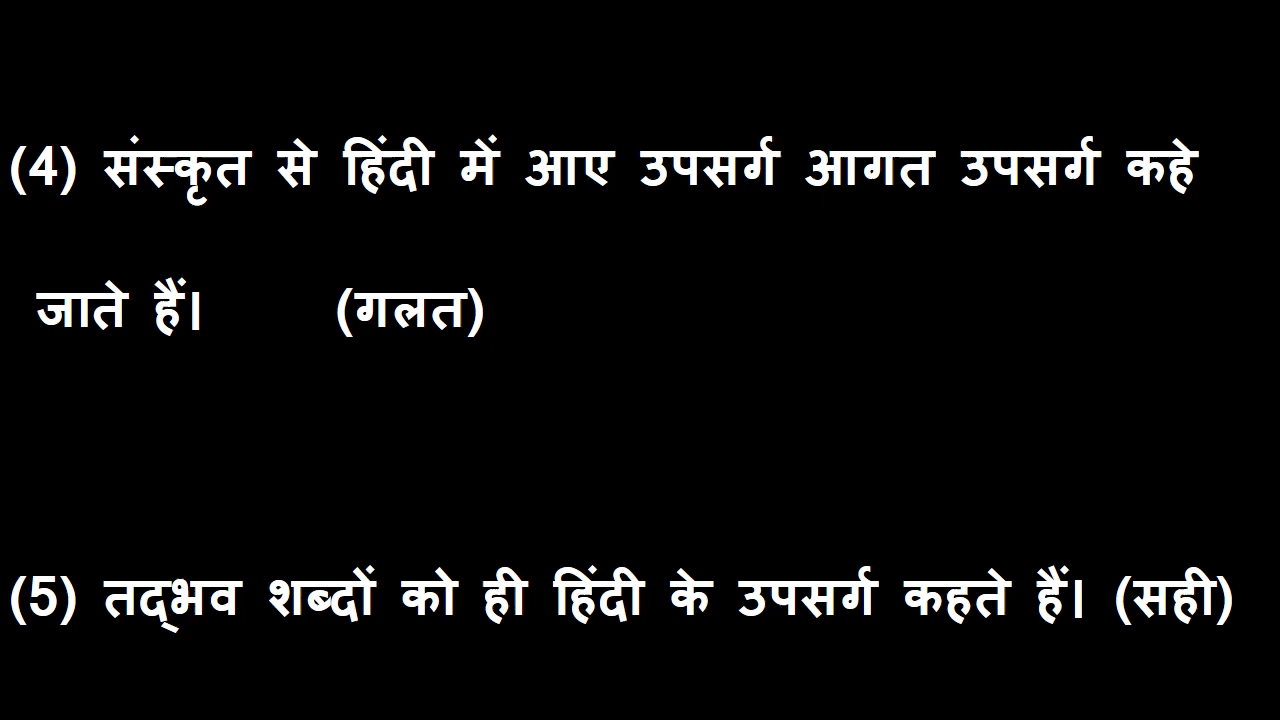 (4) संस्कृत से हिंदी में आए उपसर्ग आगत उपसर्ग कहे
जाते हैं। (गलत)
(5) तद्‌भव शब्दों को ही हिंदी के उपसर्ग कहते हैं। (सही)